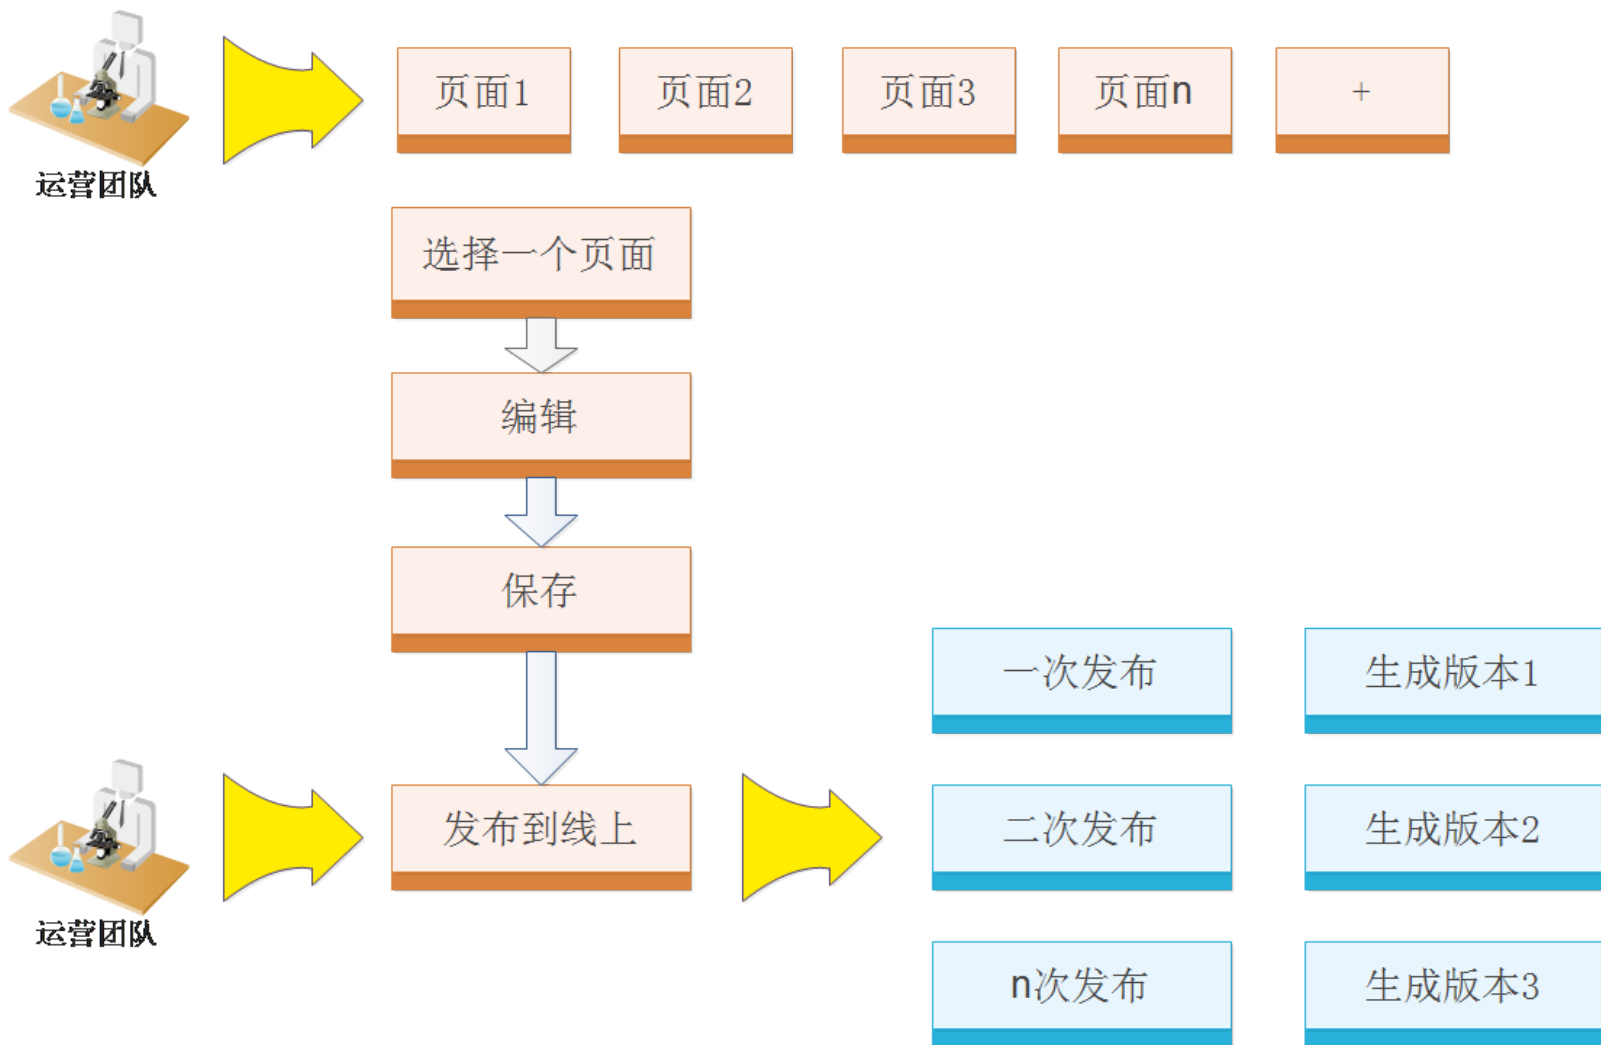 页面1
页面2
页面3
页面n
+
运营团队
选择一个页面
编辑
保存
一次发布
生成版本1
发布到线上
二次发布
生成版本2
运营团队
n次发布
生成版本3